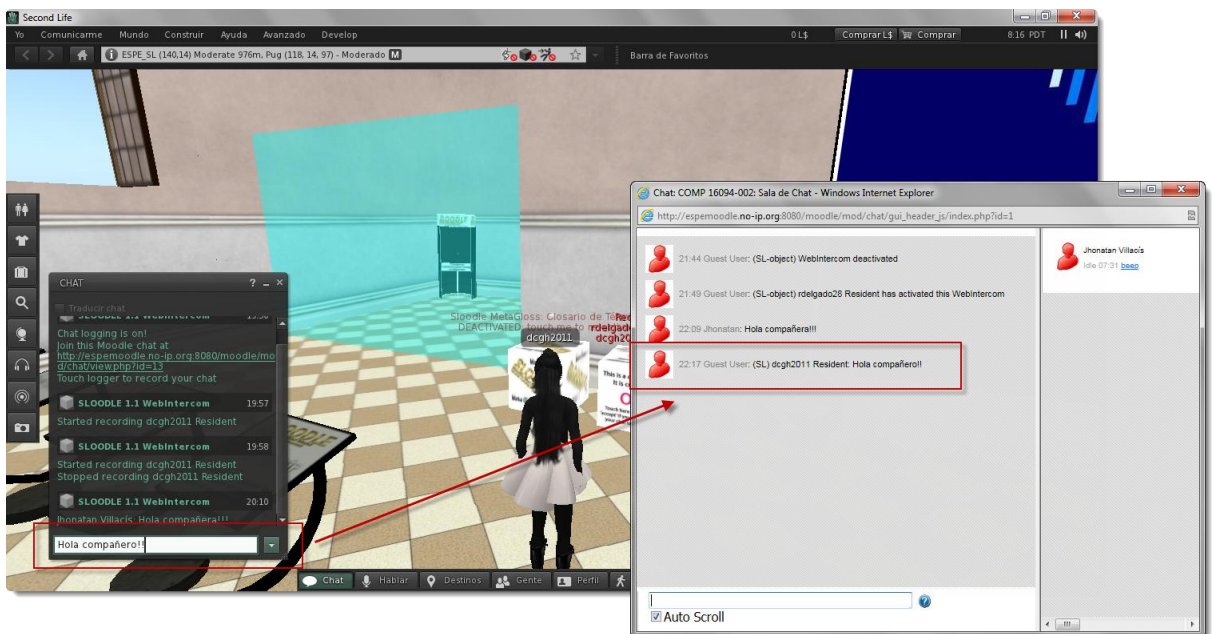 Second Life
Yo Comunicarme Mundo Construir Ayuda Avanzado Develop 0 L$ Comprar L$ Comprar 8:16 PDT
ESPE_SL (140,14) Moderate 976m, Pug (118, 14, 97) - Moderado M
Barra de Favoritos
SLOODLE
CHAT ? _ ×
Traducir chat
SLOODLE 1.1 WebIntercom 19:56
Chat logging is on!
Join this Moodle chat at
http://espemoodle.no-ip.org:8080/moodle/mo
d/chat/view.php?id=13
Touch logger to record your chat
SLOODLE 1.1 WebIntercom 19:57
Started recording dcgh2011 Resident
SLOODLE 1.1 WebIntercom 19:58
Started recording dcgh2011 Resident
Stopped recording dcgh2011 Resident
SLOODLE 1.1 WebIntercom 20:10
Jhonatan Villacís: Hola compañera!!!
Hola compañero!!
Sloodle MetaGloss: Glosario de
DEACTIVATED: touch me to
dcgh2011
Chat Hablar Destinos Gente Perfil
Chat: COMP 16094-002: Sala de Chat - Windows Internet Explorer
http://espemoodle.no-ip.org:8080/moodle/mod/chat/gui_header_js/index.php?id=1
21:44 Guest User: (SL-object) WebIntercom deactivated
21:49 Guest User: (SL-object) rdelgado28 Resident has activated this WebIntercom
22:09 Jhonatan: Hola compañera!!!
22:17 Guest User: (SL) dcgh2011 Resident: Hola compañero!!
Jhonatan Villacís
Idle 07:31 beep
Auto Scroll